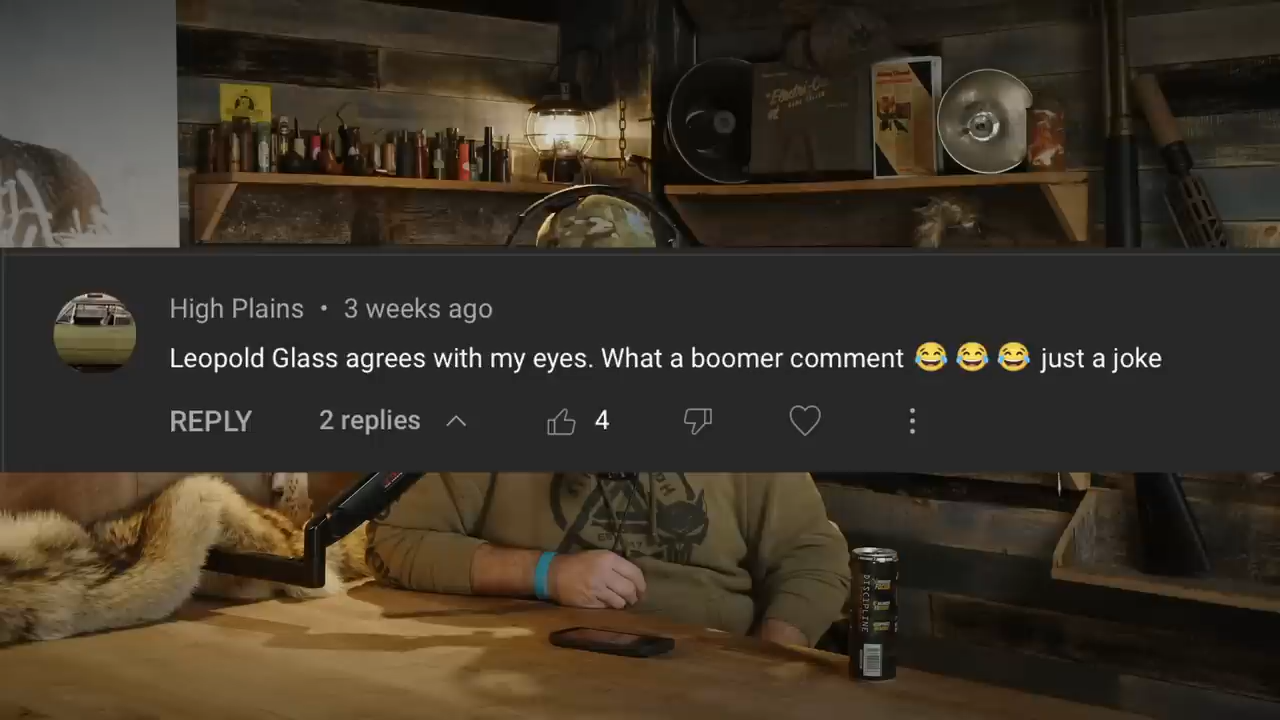 High Plains • 3 weeks ago
Leopold Glass agrees with my eyes. What a boomer comment 😂😂😂 just a joke
REPLY 2 replies 4
DISCIPLINE